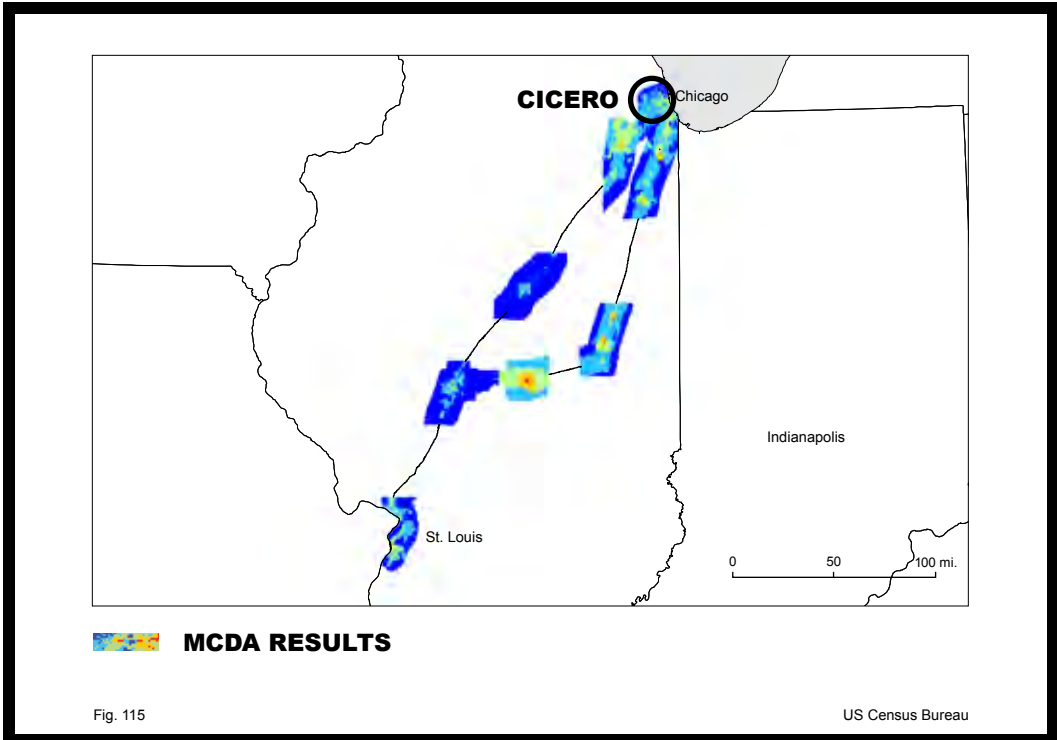 CICERO
Chicago
Indianapolis
St. Louis
0 50 100 mi.
MCDA RESULTS
Fig. 115
US Census Bureau